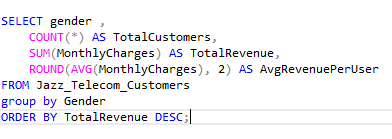 SELECT gender ,
COUNT(*) AS TotalCustomers,
SUM(MonthlyCharges) AS TotalRevenue,
ROUND(AVG(MonthlyCharges), 2) AS AvgRevenuePerUser
FROM Jazz_Telecom_Customers
group by Gender
ORDER BY TotalRevenue DESC;